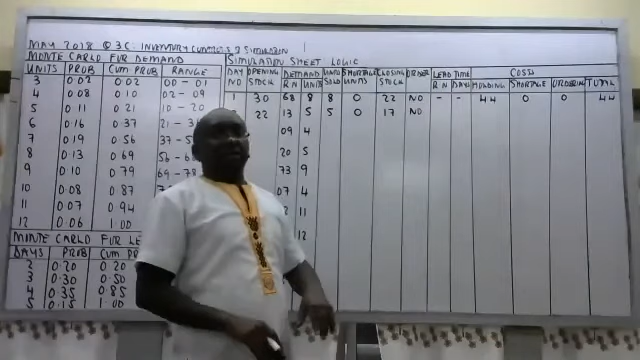 MAY 2018 Q 3C: INVENTORY CONTROLS & SIMULATION
MONTE CARLO FOR DEMAND
UNITS PROB CUM PROB RANGE
3 0.02 0.02 00 - 01
4 0.08 0.10 02 - 09
5 0.11 0.21 10 - 20
6 0.16 0.37 21 - 3
7 0.19 0.56 37 - 5
8 0.13 0.69 56 - 6
9 0.10 0.79 69 - 78
10 0.08 0.87
11 0.07 0.94
12 0.06 1.00
MONTE CARLO FOR LE
DAYS PROB CUM P
2 0.20 0.20
3 0.30 0.50
4 0.35 0.85
5 0.15 1.00
SIMULATION SHEET LOGIC
DAY NO OPENING STOCK DEMAND RN UNITS UNITS SOLD SHORTAGE UNITS CLOSING STOCK ORDER LEAD TIME RN DAYS COSTS HOLDING SHORTAGE ORDERING TOTAL
1 30 68 8 8 0 22 NO - - 44 0 0 44
22 13 5 5 0 17 NO
09 4
20 5
73 9
07 4
2 11
12